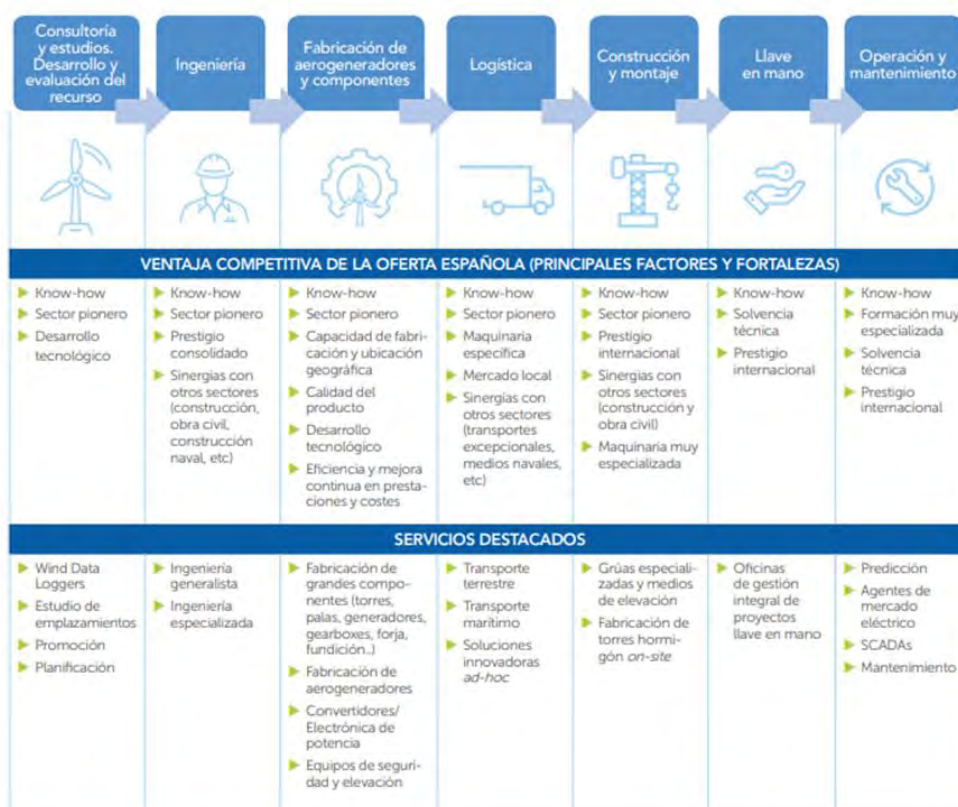 Consultoría
y estudios.
Desarrollo y
evaluación del
recurso
Ingeniería
Fabricación de
aerogeneradores
y componentes
Logística
Construcción
y montaje
Llave
en mano
Operación y
mantenimiento
VENTAJA COMPETITIVA DE LA OFERTA ESPAÑOLA (PRINCIPALES FACTORES Y FORTALEZAS)
Know-how
Sector pionero
Desarrollo
tecnológico
Know-how
Sector pionero
Prestigio
consolidado
Sinergias con
otros sectores
(construcción,
obra civil,
construcción
naval, etc)
Know-how
Sector pionero
Capacidad de fabri-
cación y ubicación
geográfica
Calidad del
producto
Desarrollo
tecnológico
Eficiencia y mejora
continua en presta-
ciones y costes
Know-how
Sector pionero
Maquinaria
específica
Mercado local
Sinergías con
otros sectores
(transportes
excepcionales,
medios navales,
etc)
Know-how
Sector pionero
Prestigio
internacional
Sinergias con
otros sectores
(construcción y
obra civil)
Maquinaria muy
especializada
Know-how
Solvencia
técnica
Prestigio
internacional
Know-how
Formación muy
especializada
Solvencia
técnica
Prestigio
internacional
SERVICIOS DESTACADOS
Wind Data
Loggers
Estudio de
emplazamientos
Promoción
Planificación
Ingeniería
generalista
Ingeniería
especializada
Fabricación de
grandes compo-
nentes (torres,
palas, generadores,
gearboxes, forja,
fundición..)
Fabricación de
aerogeneradores
Convertidores/
Electrónica de
potencia
Equipos de seguri-
dad y elevación
Transporte
terrestre
Transporte
marítimo
Soluciones
innovadoras
ad-hoc
Grúas especiali-
zadas y medios
de elevación
Fabricación de
torres hormi-
gón on-site
Oficinas
de gestión
integral de
proyectos
llave en mano
Predicción
Agentes de
mercado
eléctrico
SCADAs
Mantenimiento